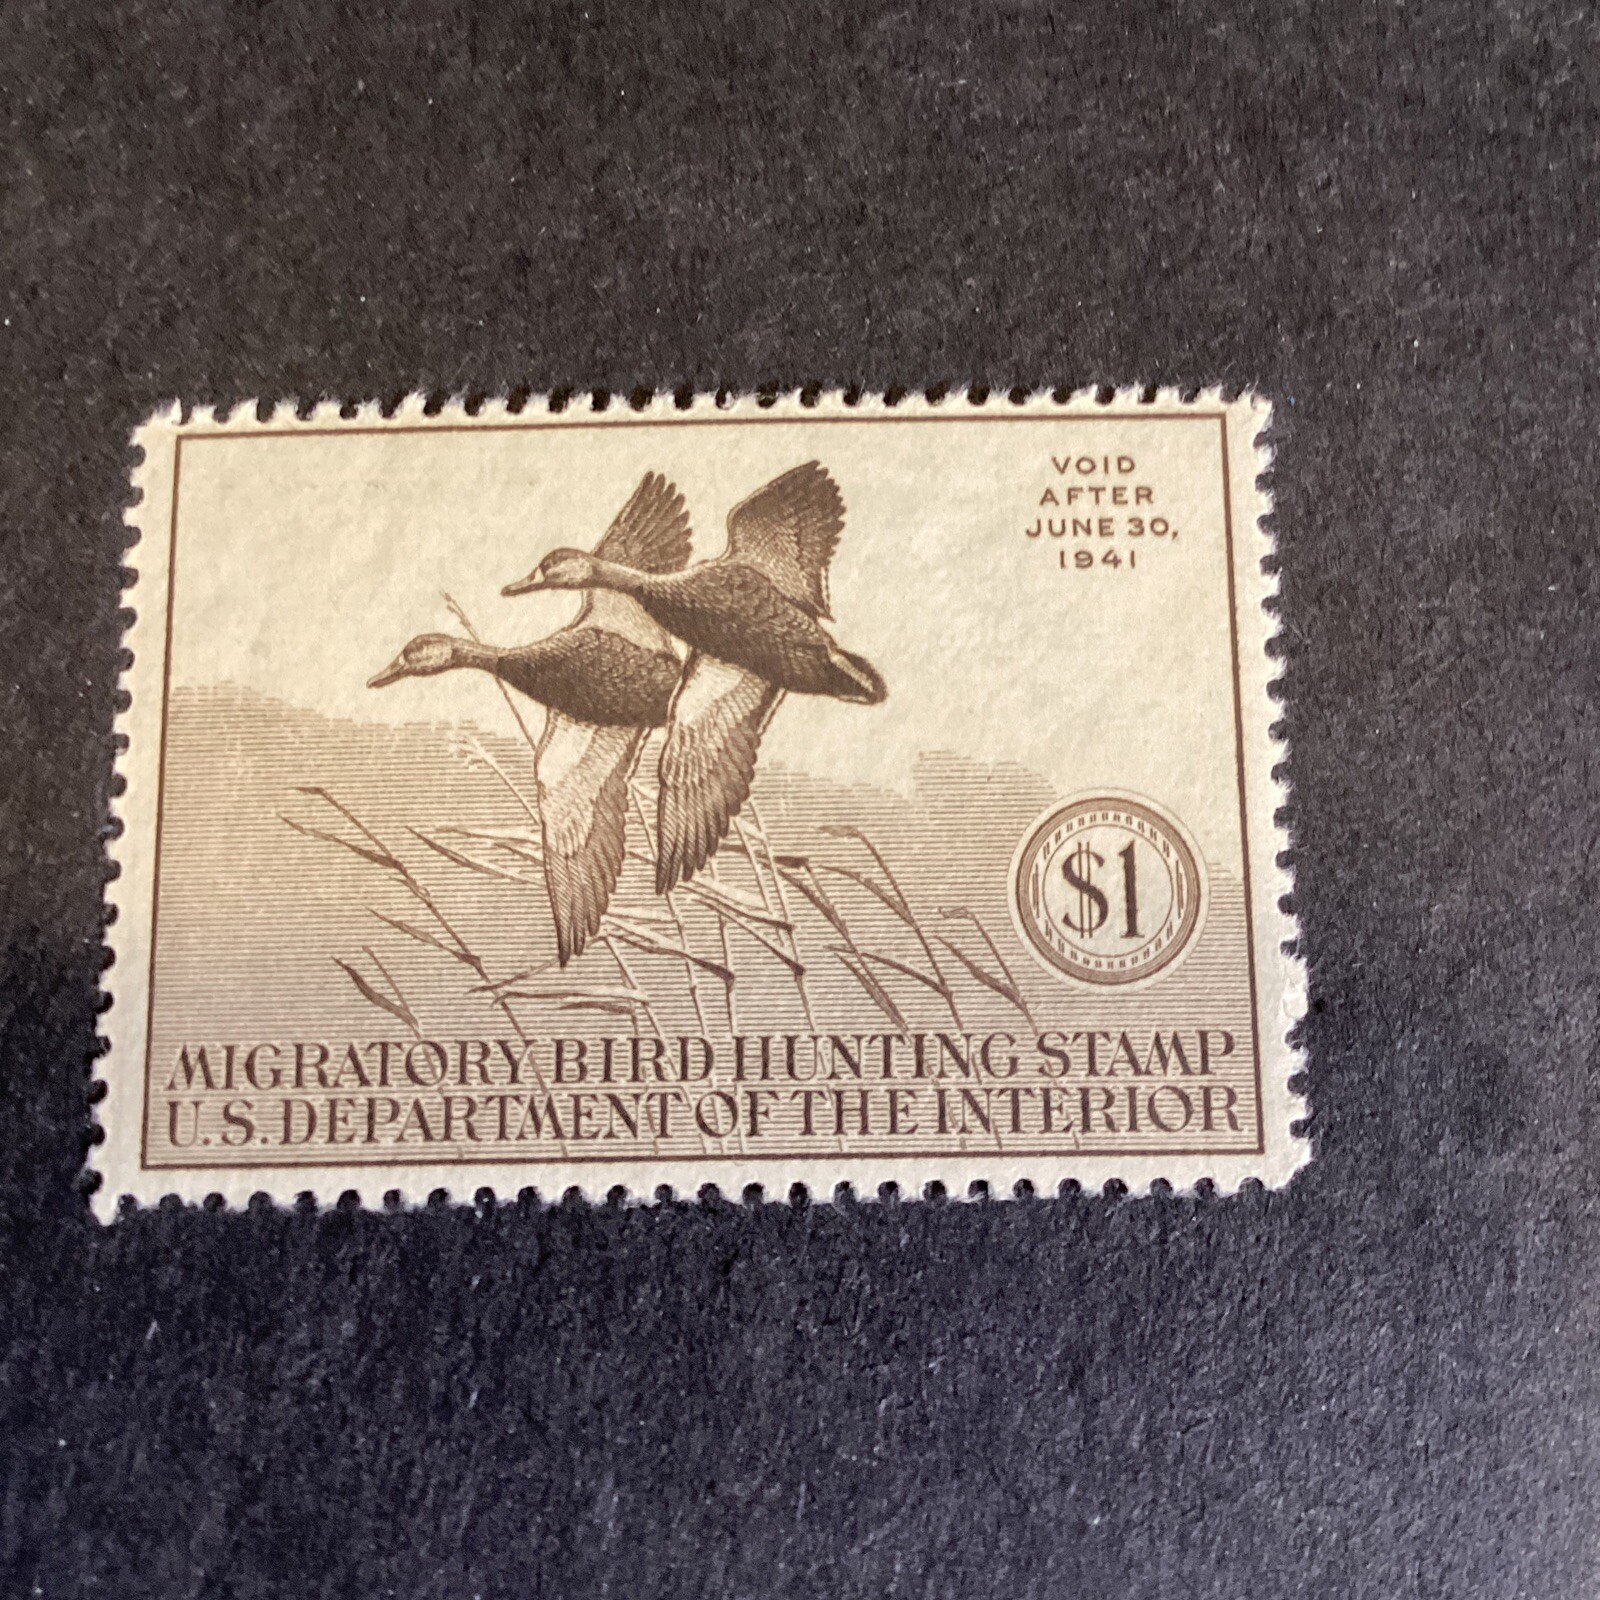 VOID
AFTER
JUNE 30,
1941
$1
MIGRATORY BIRD HUNTING STAMP
U.S. DEPARTMENT OF THE INTERIOR